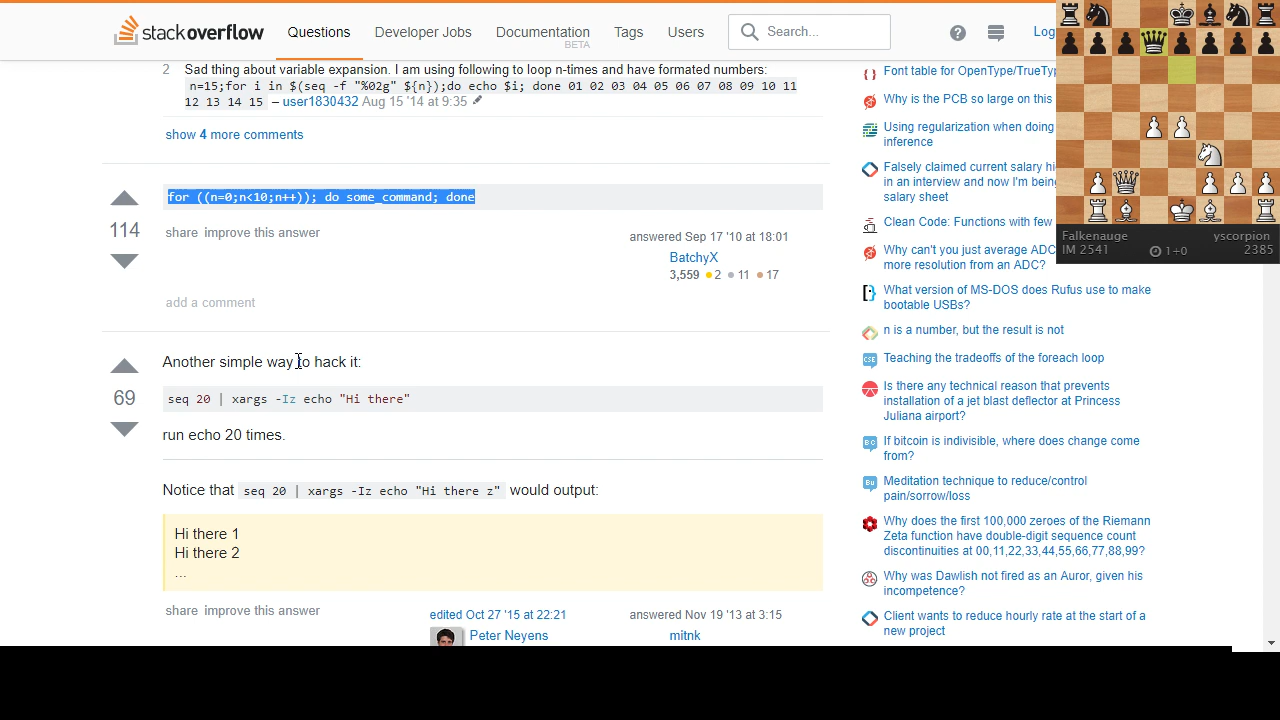 stackoverflow Questions Developer Jobs Documentation BETA Tags Users Search...
2 Sad thing about variable expansion. I am using following to loop n-times and have formated numbers:
n=15;for i in $(seq -f "%02g" ${n});do echo $i; done 01 02 03 04 05 06 07 08 09 10 11
12 13 14 15 – user1830432 Aug 15 '14 at 9:35
show 4 more comments
114
for ((n=0;n<10;n++)); do some_command; done
share improve this answer
answered Sep 17 '10 at 18:01
BatchyX
3,559 2 11 17
add a comment
69
Another simple way to hack it:
seq 20 | xargs -Iz echo "Hi there"
run echo 20 times.
Notice that seq 20 | xargs -Iz echo "Hi there z" would output:
Hi there 1
Hi there 2
...
share improve this answer
edited Oct 27 '15 at 22:21
Peter Neyens
answered Nov 19 '13 at 3:15
mitnk
Font table for OpenType/TrueTyp
Why is the PCB so large on this
Using regularization when doing
inference
Falsely claimed current salary hi
in an interview and now I'm being
salary sheet
Clean Code: Functions with few
Why can't you just average ADC
more resolution from an ADC?
What version of MS-DOS does Rufus use to make
bootable USBs?
n is a number, but the result is not
Teaching the tradeoffs of the foreach loop
Is there any technical reason that prevents
installation of a jet blast deflector at Princess
Juliana airport?
If bitcoin is indivisible, where does change come
from?
Meditation technique to reduce/control
pain/sorrow/loss
Why does the first 100,000 zeroes of the Riemann
Zeta function have double-digit sequence count
discontinuities at 00,11,22,33,44,55,66,77,88,99?
Why was Dawlish not fired as an Auror, given his
incompetence?
Client wants to reduce hourly rate at the start of a
new project
Log
Falkenauge yscorpion
IM 2541 1+0 2385